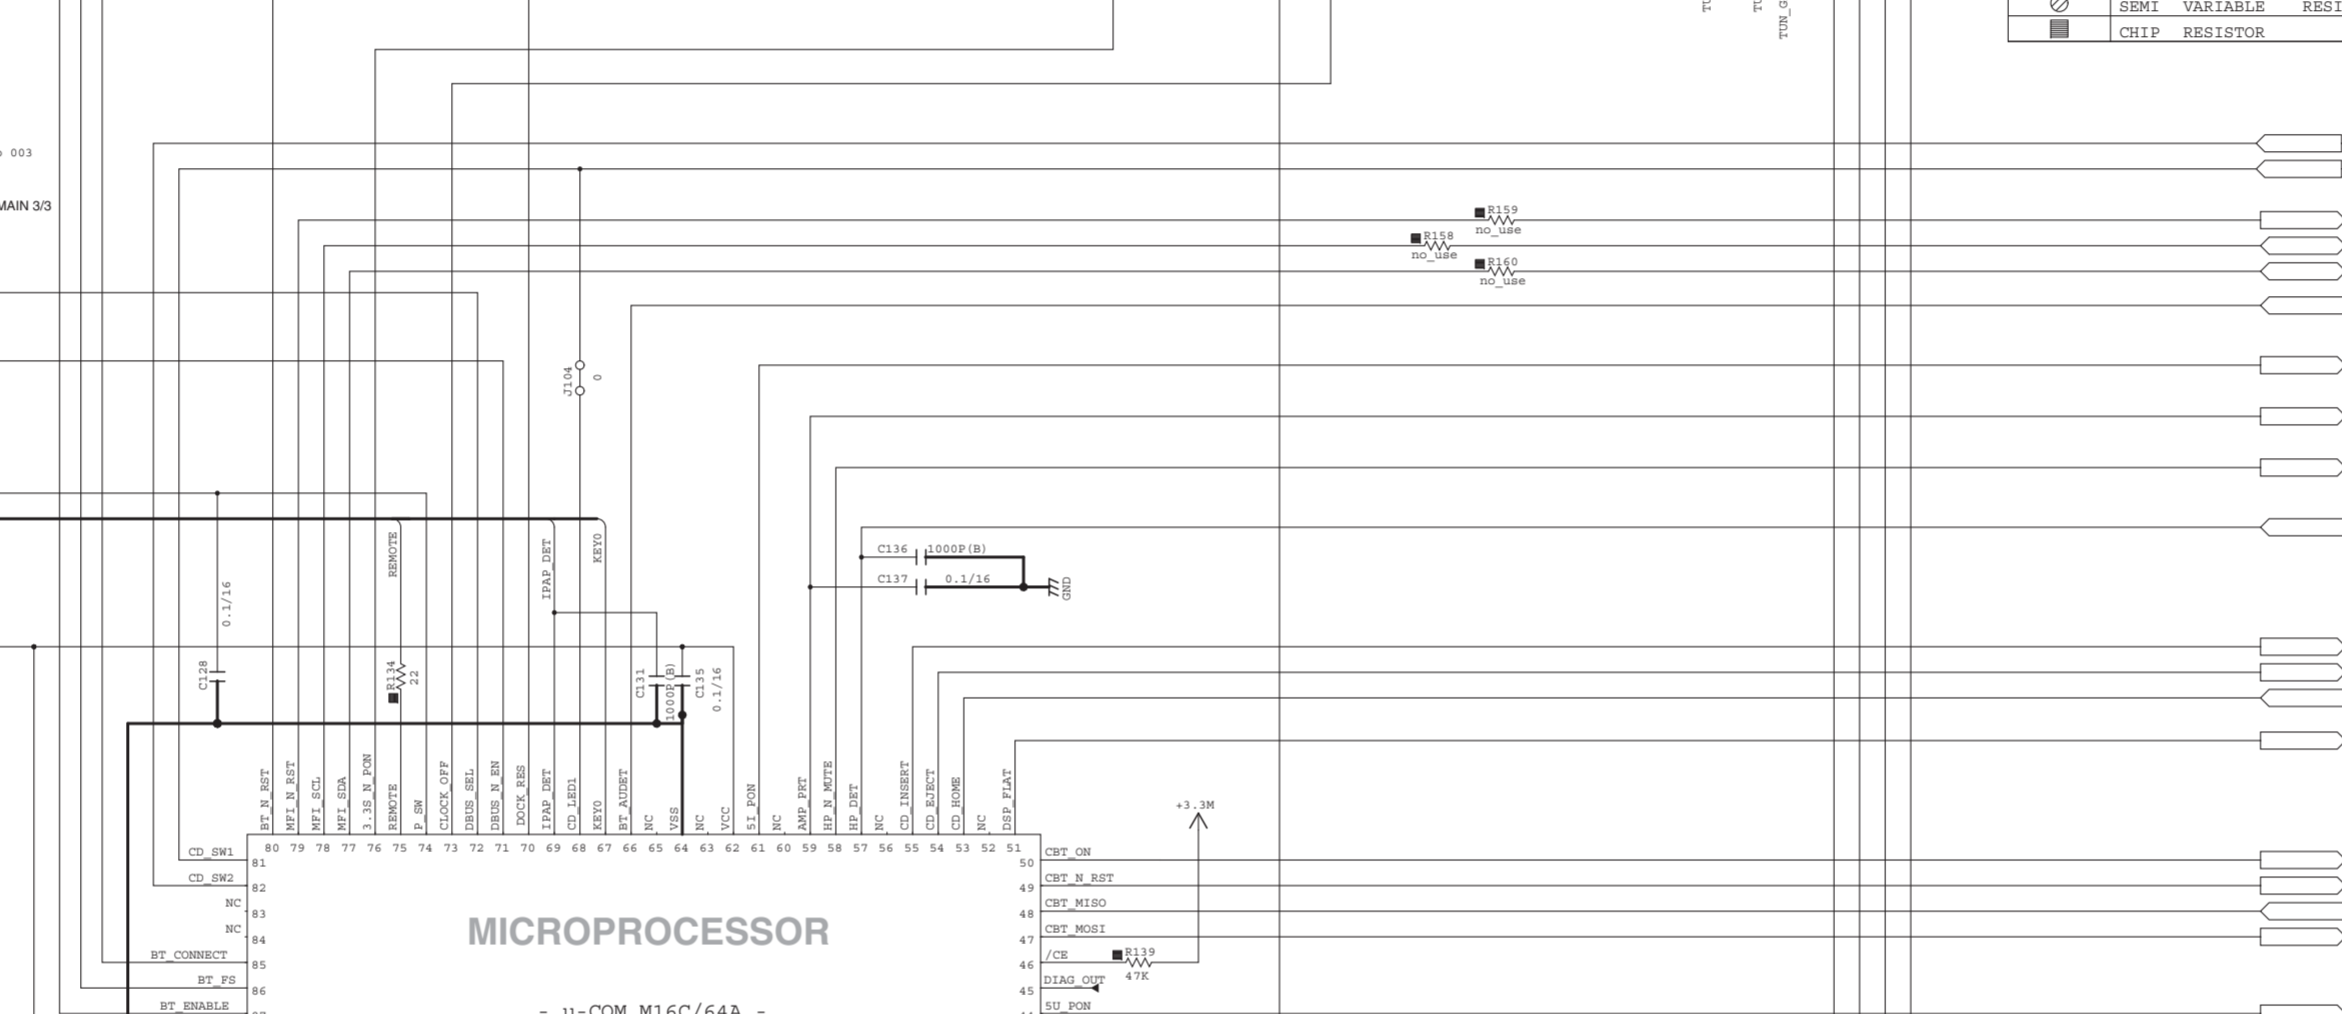 SEMI VARIABLE
CHIP RESISTOR
003
MAIN 3/3
R159
no_use
R158
no_use
R160
no_use
J104
0
REMOTE
IPAP_DET
KEY0
C136 1000P(B)
C137 0.1/16
GND
0.1/16
C128
R134
22
C131
1000P(B)
C135
0.1/16
BT_N_RST
MFI_N_RST
MFI_SCL
MFI_SDA
3.3S_N_PON
REMOTE
P_SW
CLOCK_OFF
DBUS_SEL
DBUS_N_EN
DOCK_RES
IPAP_DET
CD_LED1
KEY0
BT_AUDET
NC
VSS
NC
VCC
5I_PON
NC
AMP_PRT
HP_N_MUTE
HP_DET
NC
CD_INSERT
CD_EJECT
CD_HOME
NC
DSP_FLAT
+3.3M
80 79 78 77 76 75 74 73 72 71 70 69 68 67 66 65 64 63 62 61 60 59 58 57 56 55 54 53 52 51
CD_SW1 81
CD_SW2 82
NC 83
NC 84
BT_CONNECT 85
BT_FS 86
BT_ENABLE
MICROPROCESSOR
- μ-COM M16C/64A -
50 CBT_ON
49 CBT_N_RST
48 CBT_MISO
47 CBT_MOSI
46 /CE
R139
47K
45 DIAG_OUT
5U_PON